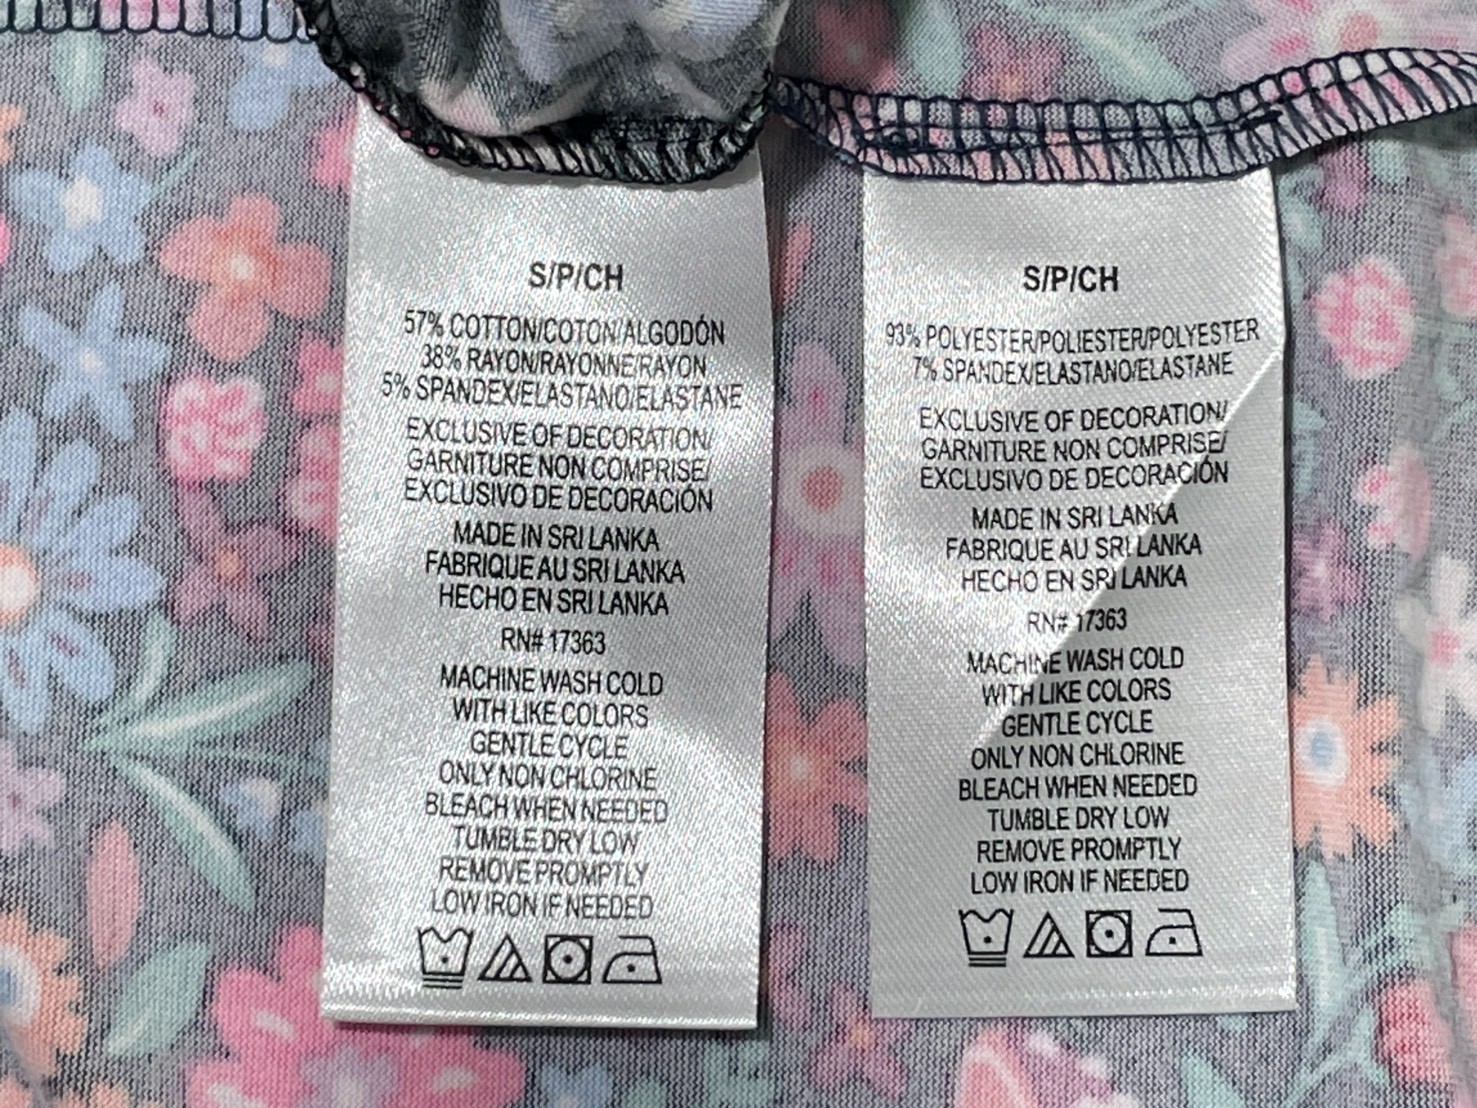 S/P/CH
57% COTTON/COTON/ALGODÓN
38% RAYON/RAYONNE/RAYON
5% SPANDEX/ELASTANO/ELASTANE
EXCLUSIVE OF DECORATION/
GARNITURE NON COMPRISE/
EXCLUSIVO DE DECORACIÓN
MADE IN SRI LANKA
FABRIQUE AU SRI LANKA
HECHO EN SRI LANKA
RN# 17363
MACHINE WASH COLD
WITH LIKE COLORS
GENTLE CYCLE
ONLY NON CHLORINE
BLEACH WHEN NEEDED
TUMBLE DRY LOW
REMOVE PROMPTLY
LOW IRON IF NEEDED
S/P/CH
93% POLYESTER/POLIESTER/POLYESTER
7% SPANDEX/ELASTANO/ELASTANE
EXCLUSIVE OF DECORATION/
GARNITURE NON COMPRISE/
EXCLUSIVO DE DECORACIÓN
MADE IN SRI LANKA
FABRIQUE AU SRI LANKA
HECHO EN SRI LANKA
RN# 17363
MACHINE WASH COLD
WITH LIKE COLORS
GENTLE CYCLE
ONLY NON CHLORINE
BLEACH WHEN NEEDED
TUMBLE DRY LOW
REMOVE PROMPTLY
LOW IRON IF NEEDED